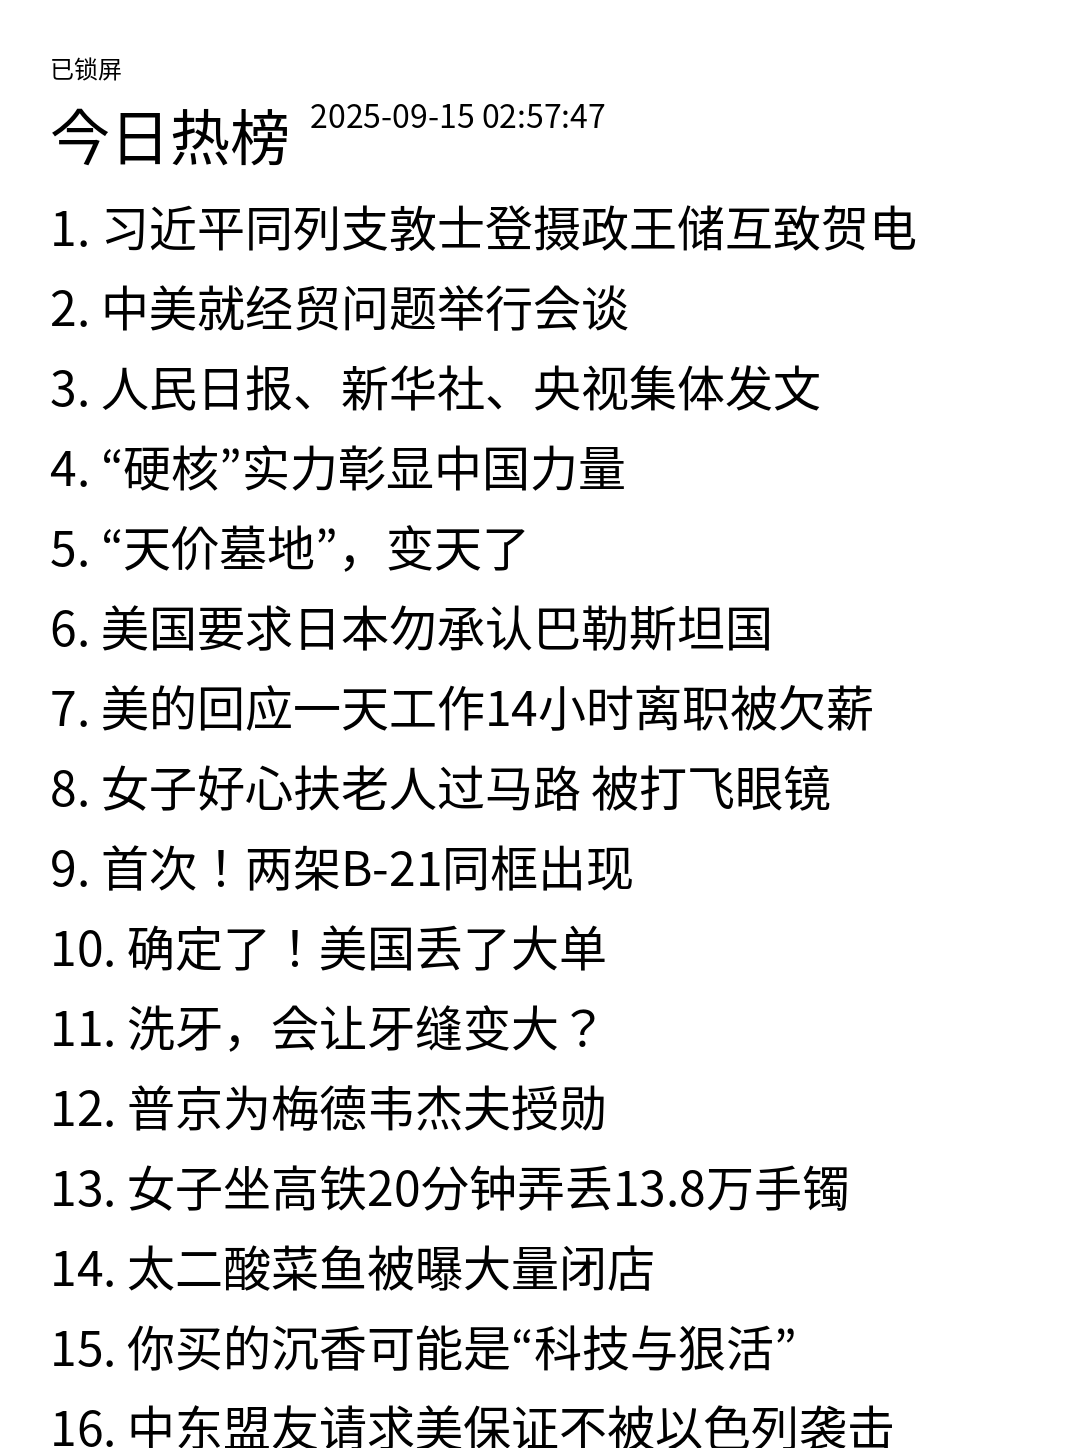 已锁屏
今日热榜 2025-09-15 02:57:47
1. 习近平同列支敦士登摄政王储互致贺电
2. 中美就经贸问题举行会谈
3. 人民日报、新华社、央视集体发文
4. “硬核”实力彰显中国力量
5. “天价墓地”，变天了
6. 美国要求日本勿承认巴勒斯坦国
7. 美的回应一天工作14小时离职被欠薪
8. 女子好心扶老人过马路 被打飞眼镜
9. 首次！两架B-21同框出现
10. 确定了！美国丢了大单
11. 洗牙，会让牙缝变大？
12. 普京为梅德韦杰夫授勋
13. 女子坐高铁20分钟弄丢13.8万手镯
14. 太二酸菜鱼被曝大量闭店
15. 你买的沉香可能是“科技与狠活”
16. 中东盟友请求美保证不被以色列袭击